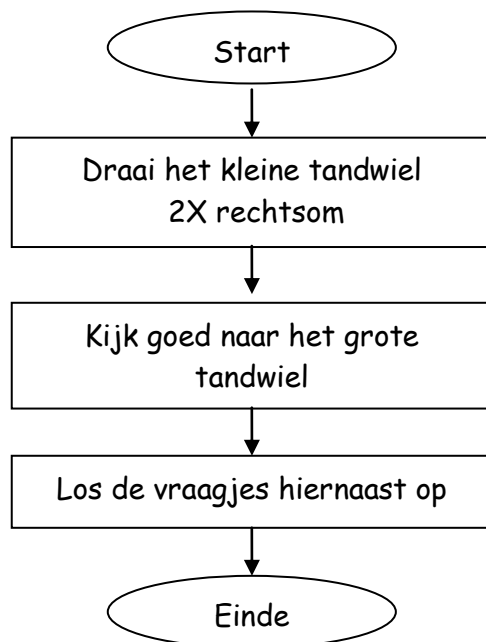 Start
Draai het kleine tandwiel
2X rechtsom
Kijk goed naar het grote
tandwiel
Los de vraagjes hiernaast op
Einde